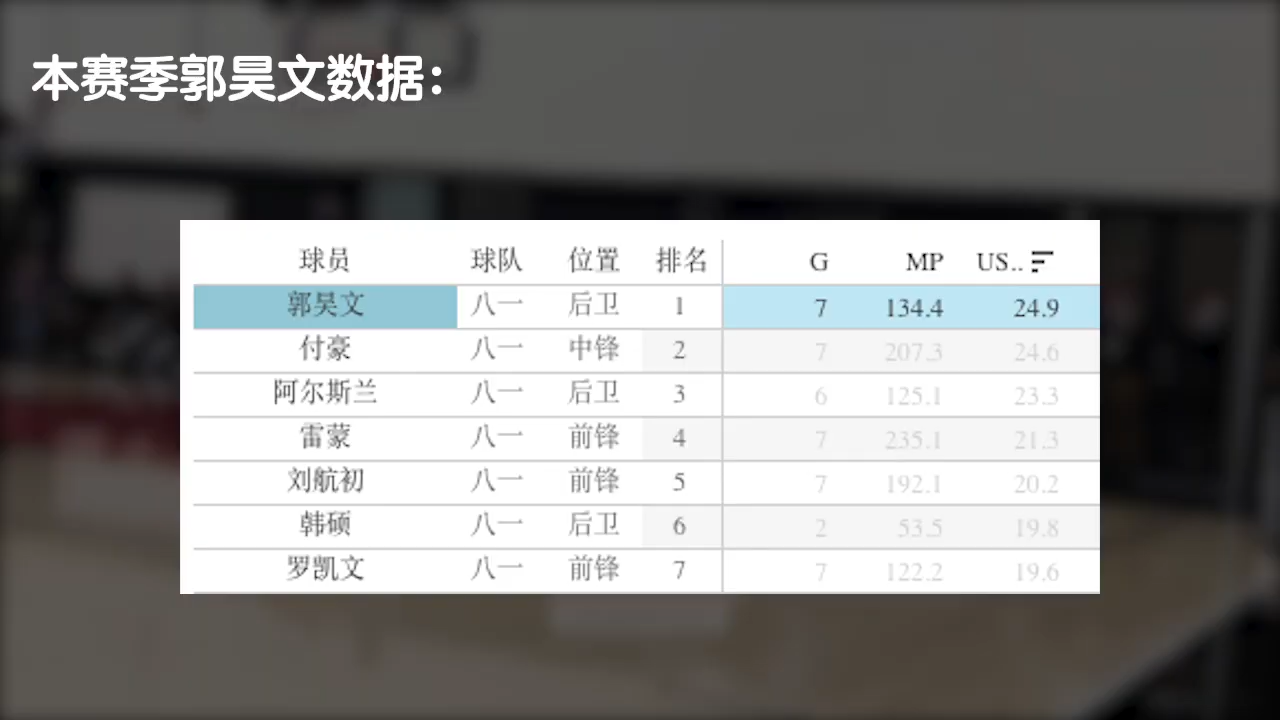 本赛季郭昊文数据：
球员 球队 位置 排名 G MP US..
郭昊文 八一 后卫 1 7 134.4 24.9
付豪 八一 中锋 2 7 207.3 24.6
阿尔斯兰 八一 后卫 3 6 125.1 23.3
雷蒙 八一 前锋 4 7 235.1 21.3
刘航初 八一 前锋 5 7 192.1 20.2
韩硕 八一 后卫 6 2 53.5 19.8
罗凯文 八一 前锋 7 7 122.2 19.6